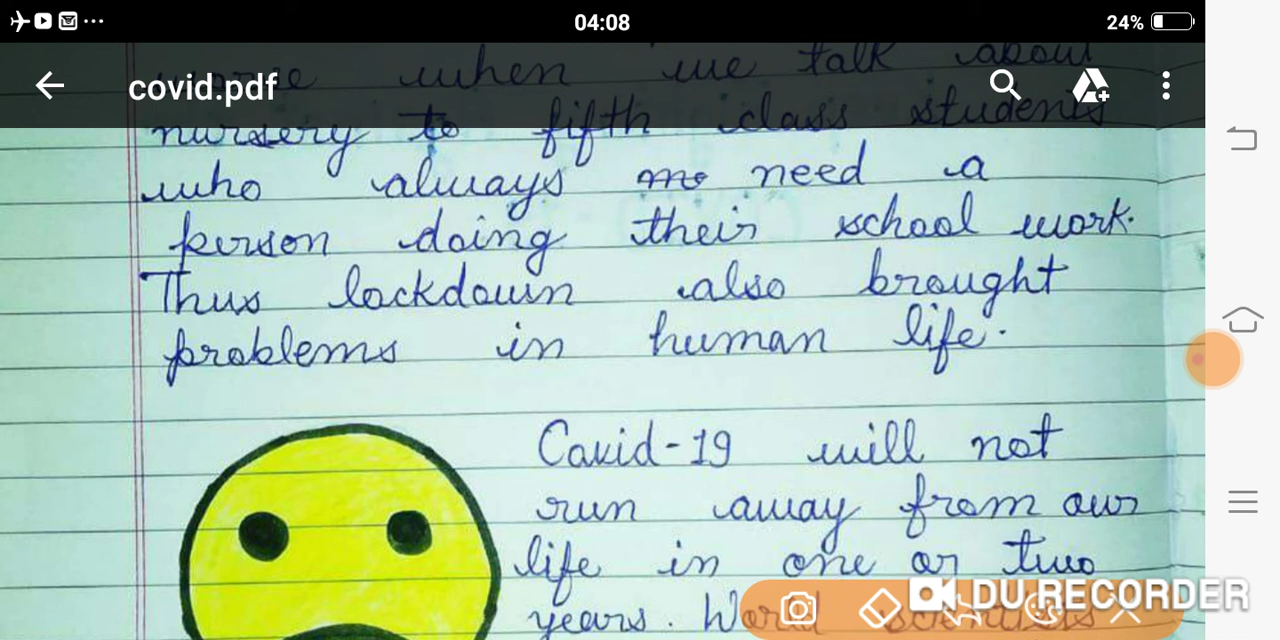 04:08
24%
covid.pdf
when we talk about
nursery to fifth class students
who always need a
person doing their school work.
Thus lockdown also brought
problems in human life.
Covid-19 will not
run away from our
life in one or two
years. World scientists
DU RECORDER